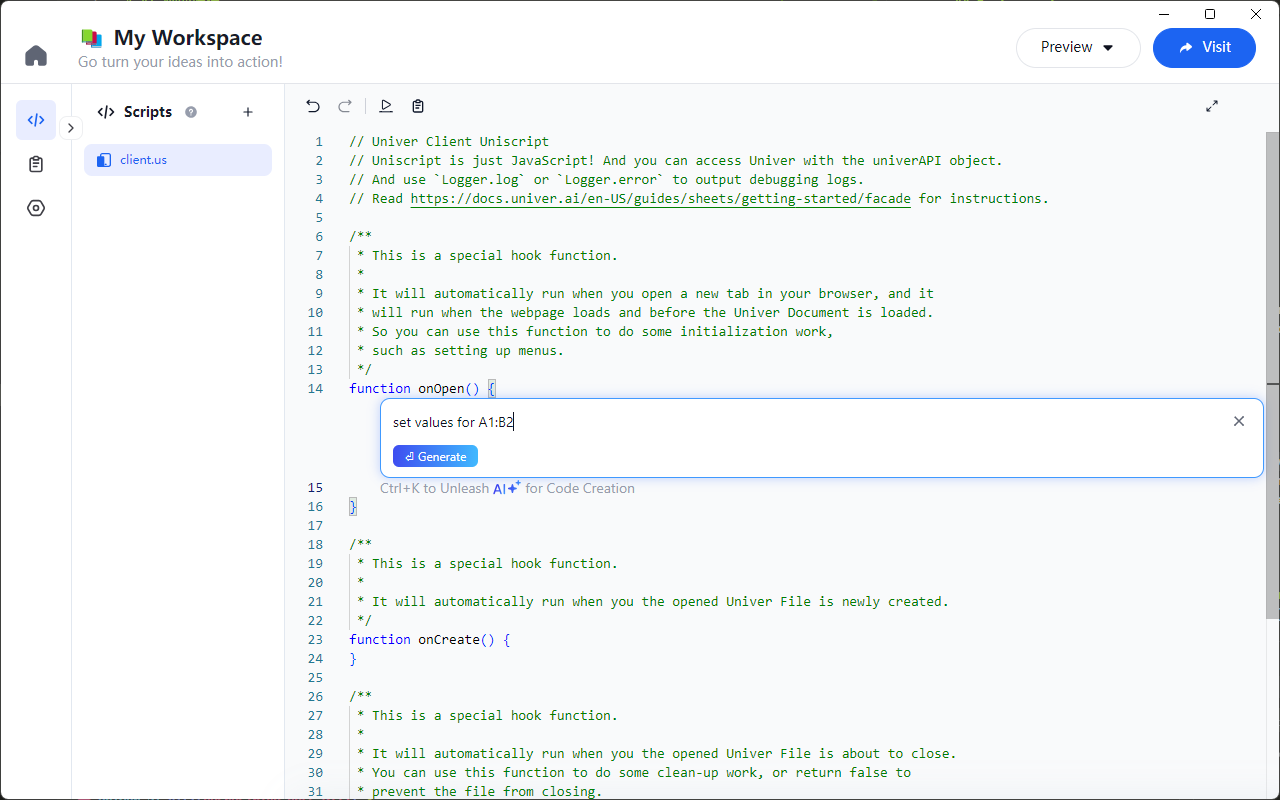 My Workspace
Go turn your ideas into action!
Preview
Visit
</> Scripts ? +
client.us
1 // Univer Client Uniscript
2 // Uniscript is just JavaScript! And you can access Univer with the univerAPI object.
3 // And use `Logger.log` or `Logger.error` to output debugging logs.
4 // Read https://docs.univer.ai/en-US/guides/sheets/getting-started/facade for instructions.
5
6 /**
7 * This is a special hook function.
8 *
9 * It will automatically run when you open a new tab in your browser, and it
10 * will run when the webpage loads and before the Univer Document is loaded.
11 * So you can use this function to do some initialization work,
12 * such as setting up menus.
13 */
14 function onOpen() {
set values for A1:B2
⏎ Generate
15 Ctrl+K to Unleash AI for Code Creation
16 }
17
18 /**
19 * This is a special hook function.
20 *
21 * It will automatically run when you the opened Univer File is newly created.
22 */
23 function onCreate() {
24 }
25
26 /**
27 * This is a special hook function.
28 *
29 * It will automatically run when you the opened Univer File is about to close.
30 * You can use this function to do some clean-up work, or return false to
31 * prevent the file from closing.